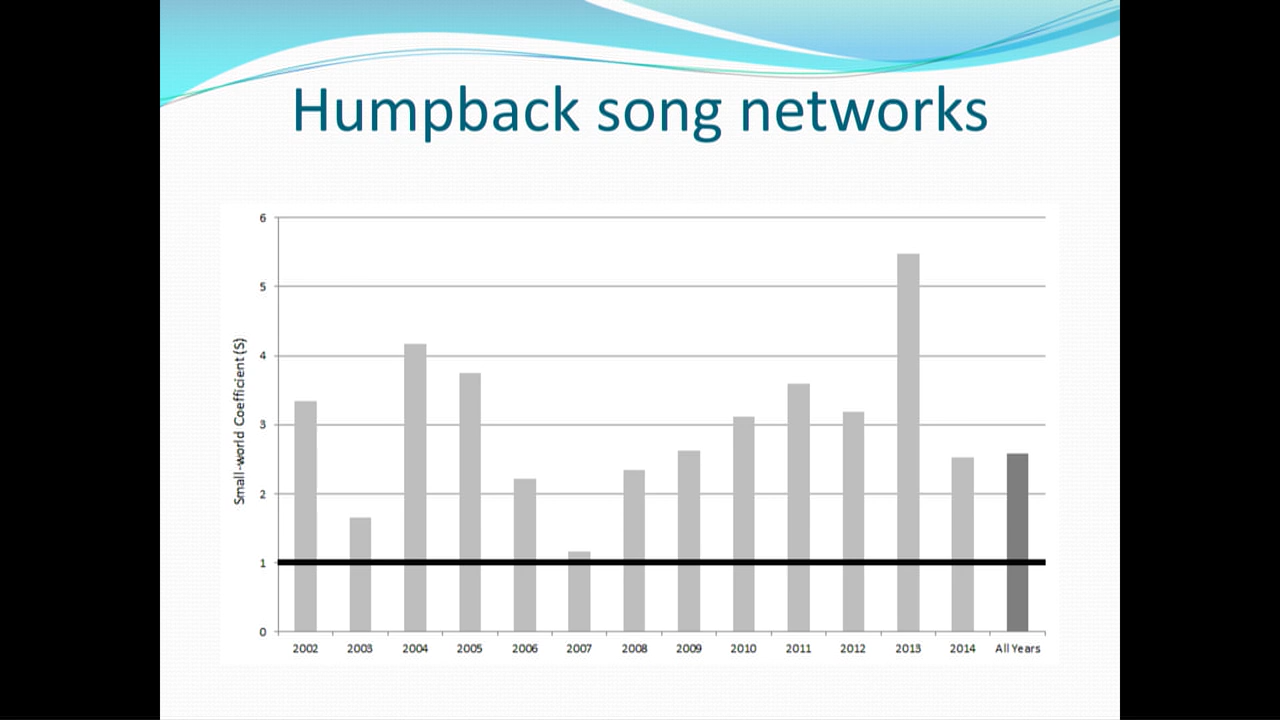 Humpback song networks
6
5
4
3
2
1
0
Small-world Coefficient (S)
2002 2003 2004 2005 2006 2007 2008 2009 2010 2011 2012 2013 2014 All Years